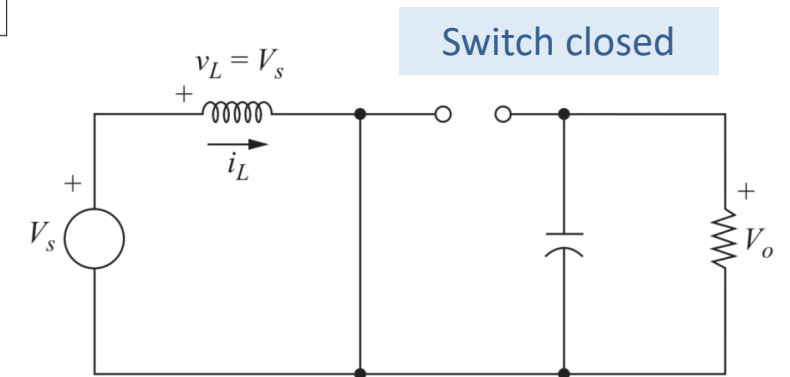 Switch closed
v_L = V_s
+
i_L
+
V_s
+
V_o